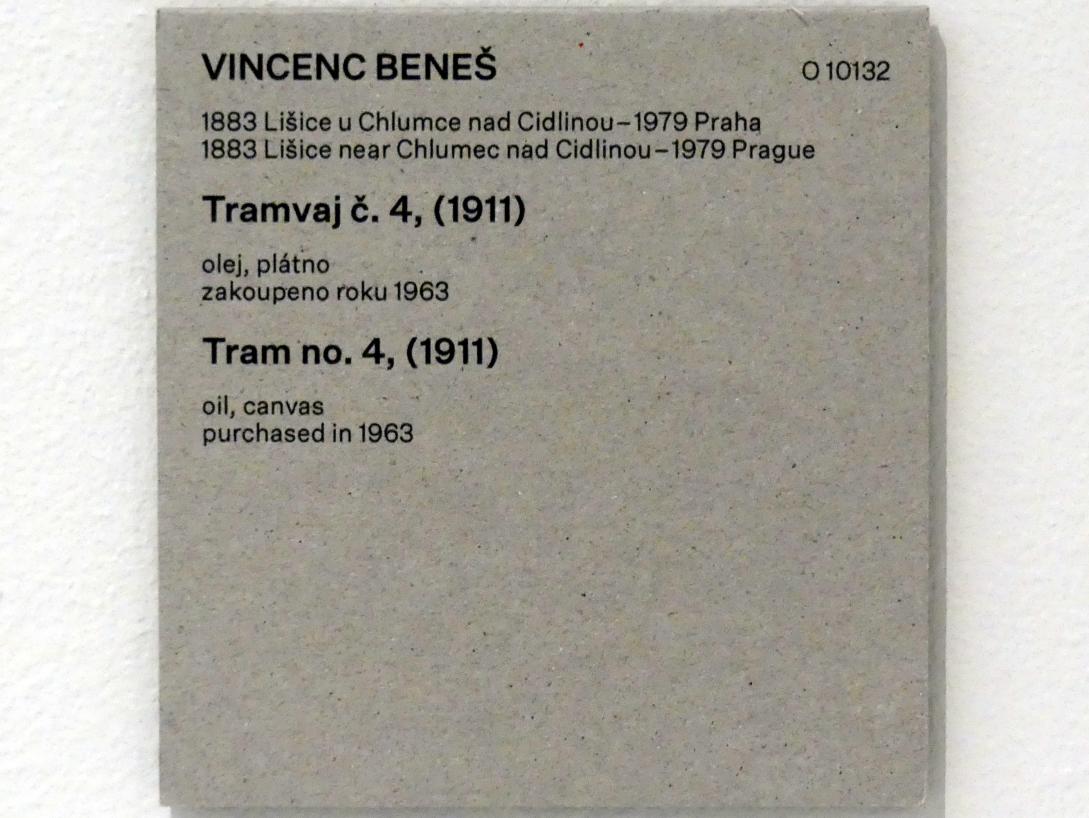 VINCENC BENEŠ O 10132
1883 Lišice u Chlumce nad Cidlinou–1979 Praha
1883 Lišice near Chlumec nad Cidlinou–1979 Prague
Tramvaj č. 4, (1911)
olej, plátno
zakoupeno roku 1963
Tram no. 4, (1911)
oil, canvas
purchased in 1963